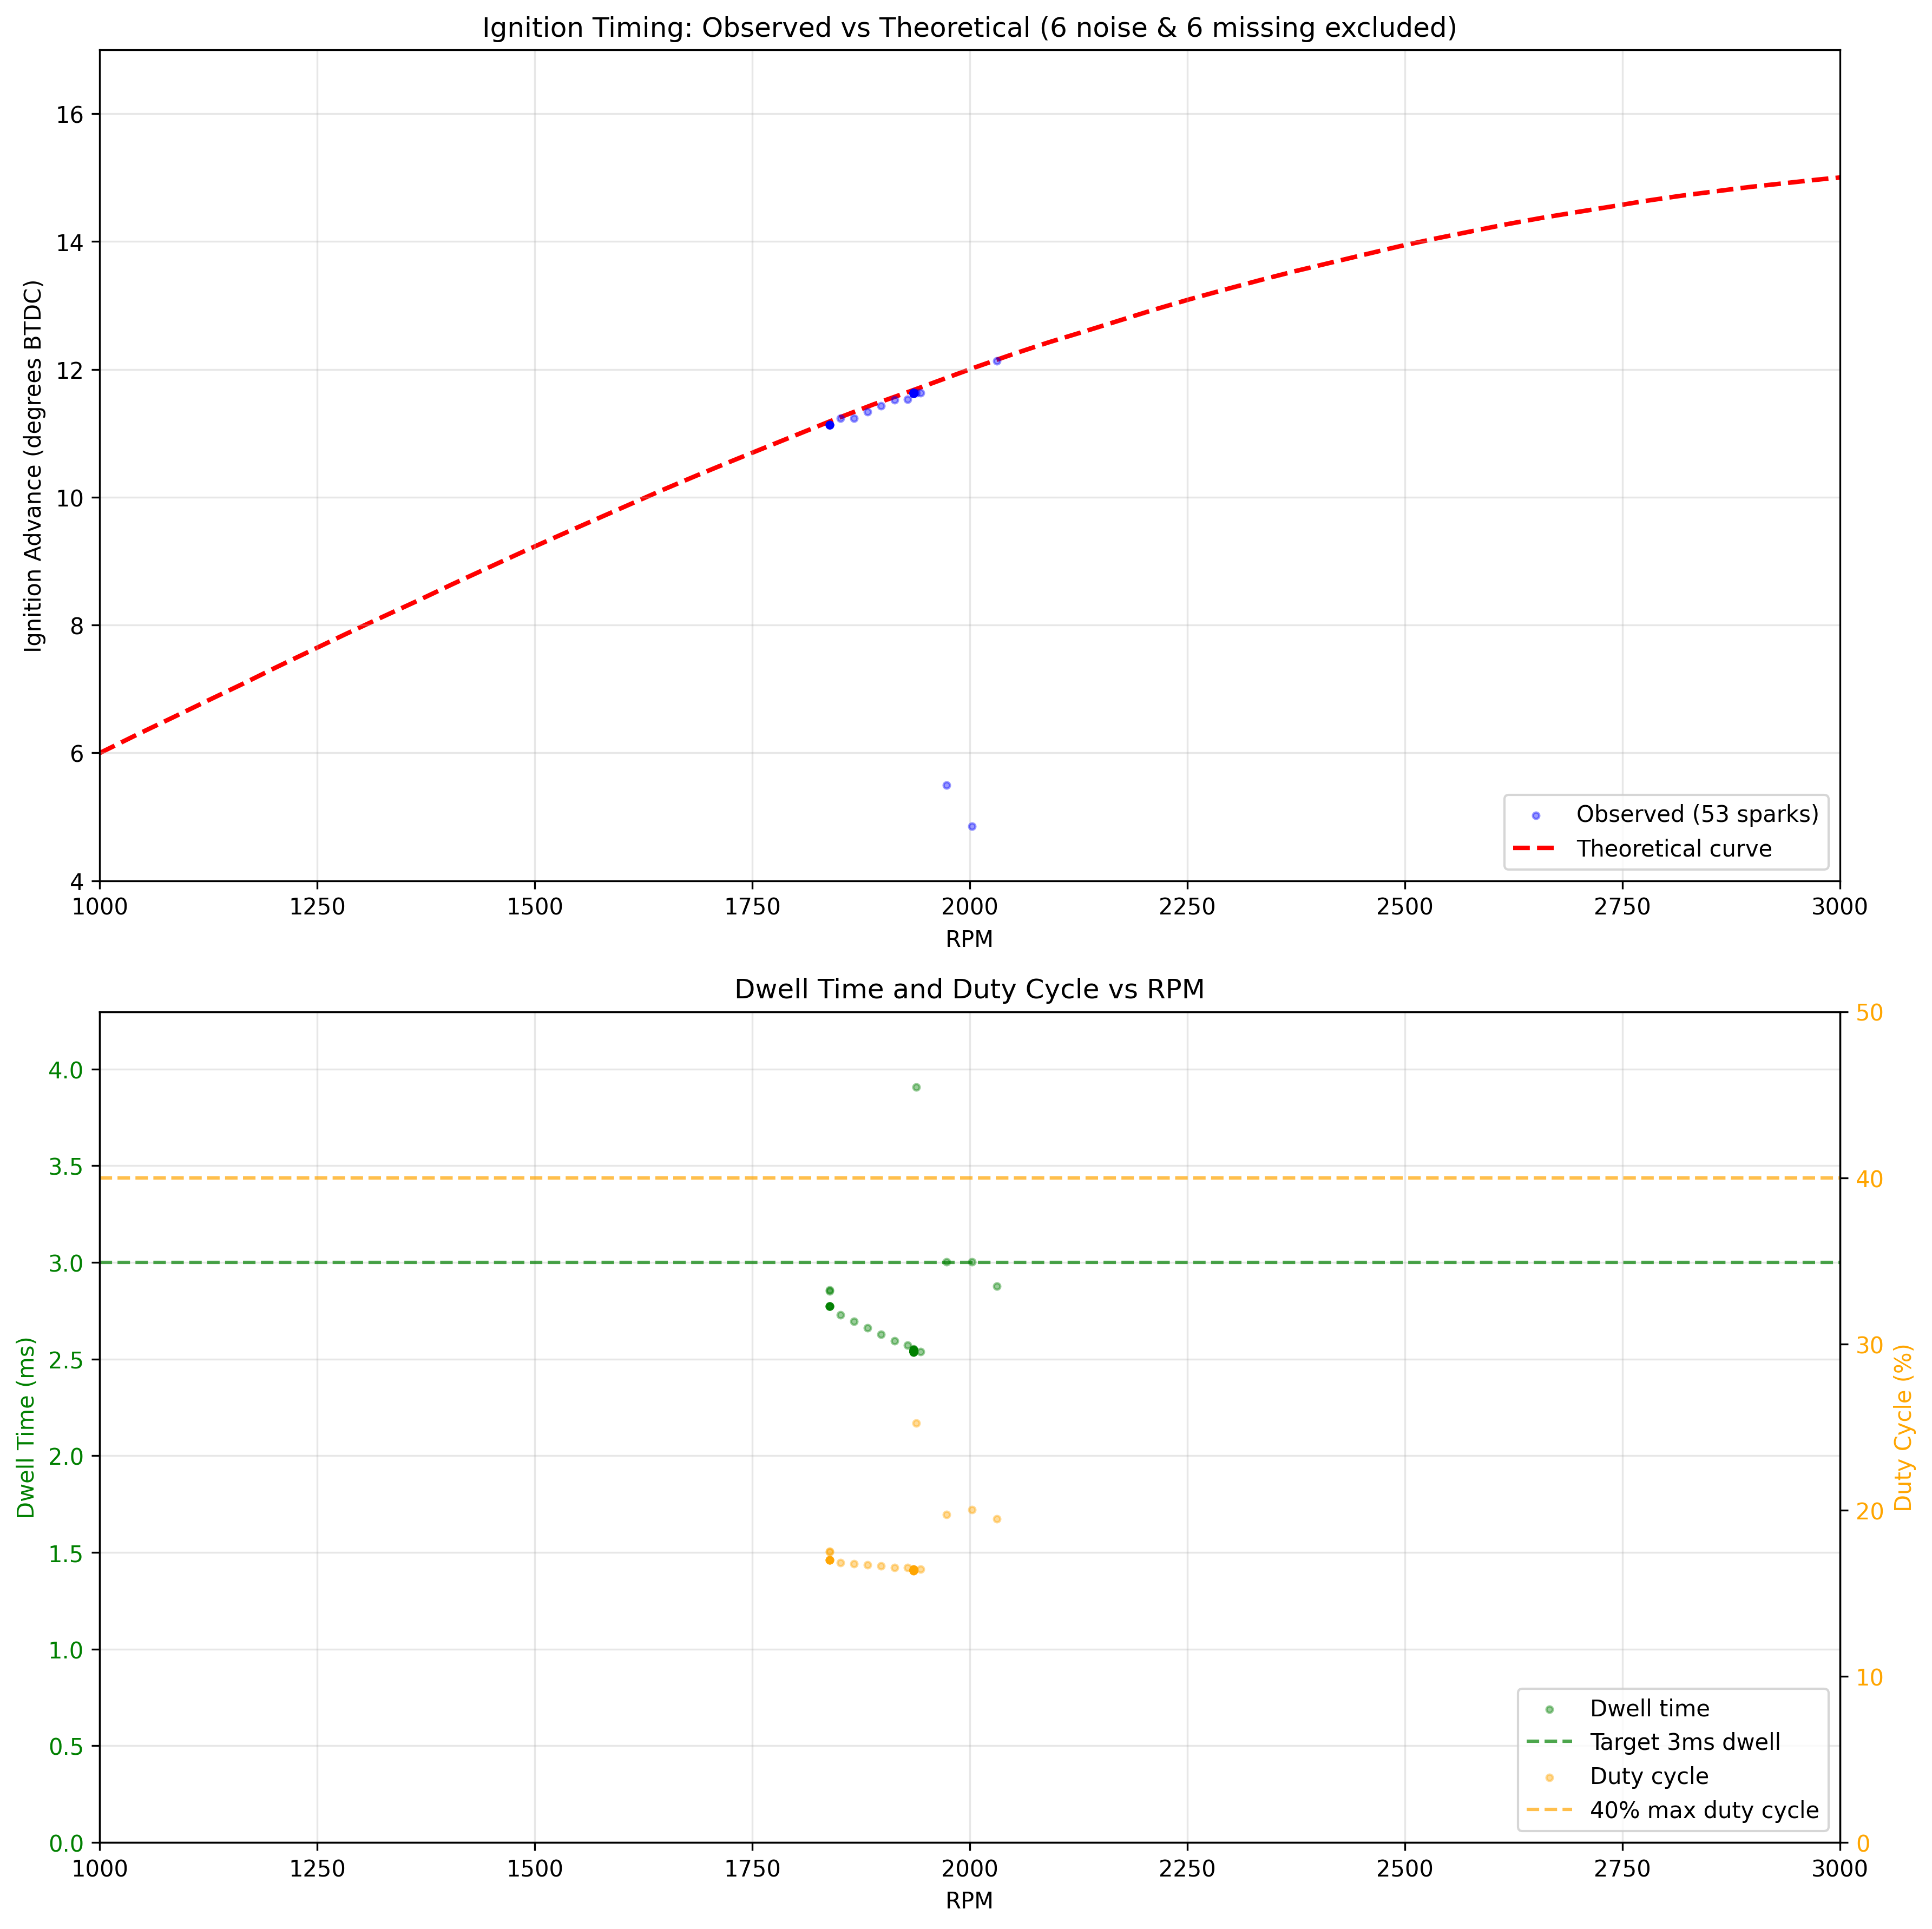 Ignition Timing: Observed vs Theoretical (6 noise & 6 missing excluded)
Ignition Advance (degrees BTDC)
16
14
12
10
8
6
4
1000 1250 1500 1750 2000 2250 2500 2750 3000
RPM
Observed (53 sparks)
Theoretical curve
Dwell Time and Duty Cycle vs RPM
Dwell Time (ms)
4.0
3.5
3.0
2.5
2.0
1.5
1.0
0.5
0.0
50
40
30
20
10
0
Duty Cycle (%)
Dwell time
Target 3ms dwell
Duty cycle
40% max duty cycle
1000 1250 1500 1750 2000 2250 2500 2750 3000
RPM